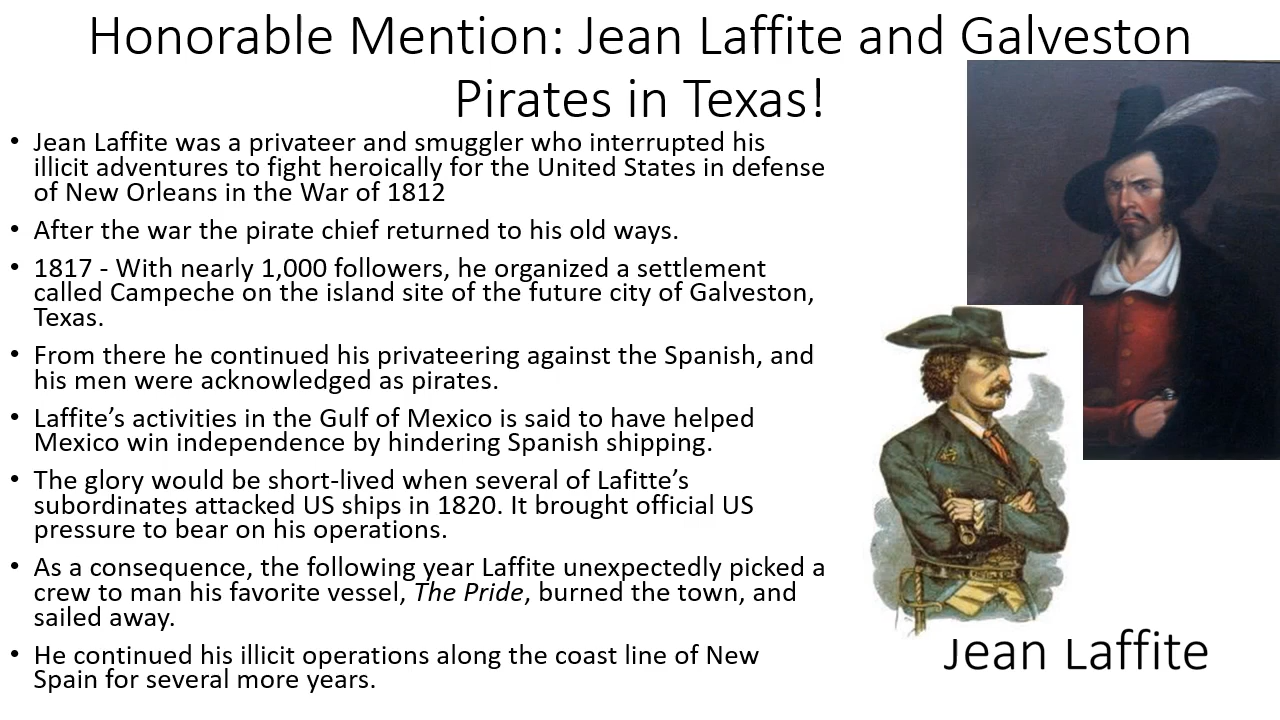 Honorable Mention: Jean Laffite and Galveston
Pirates in Texas!
• Jean Laffite was a privateer and smuggler who interrupted his
illicit adventures to fight heroically for the United States in defense
of New Orleans in the War of 1812
• After the war the pirate chief returned to his old ways.
• 1817 - With nearly 1,000 followers, he organized a settlement
called Campeche on the island site of the future city of Galveston,
Texas.
• From there he continued his privateering against the Spanish, and
his men were acknowledged as pirates.
• Laffite’s activities in the Gulf of Mexico is said to have helped
Mexico win independence by hindering Spanish shipping.
• The glory would be short-lived when several of Lafitte’s
subordinates attacked US ships in 1820. It brought official US
pressure to bear on his operations.
• As a consequence, the following year Laffite unexpectedly picked a
crew to man his favorite vessel, The Pride, burned the town, and
sailed away.
• He continued his illicit operations along the coast line of New
Spain for several more years.
Jean Laffite